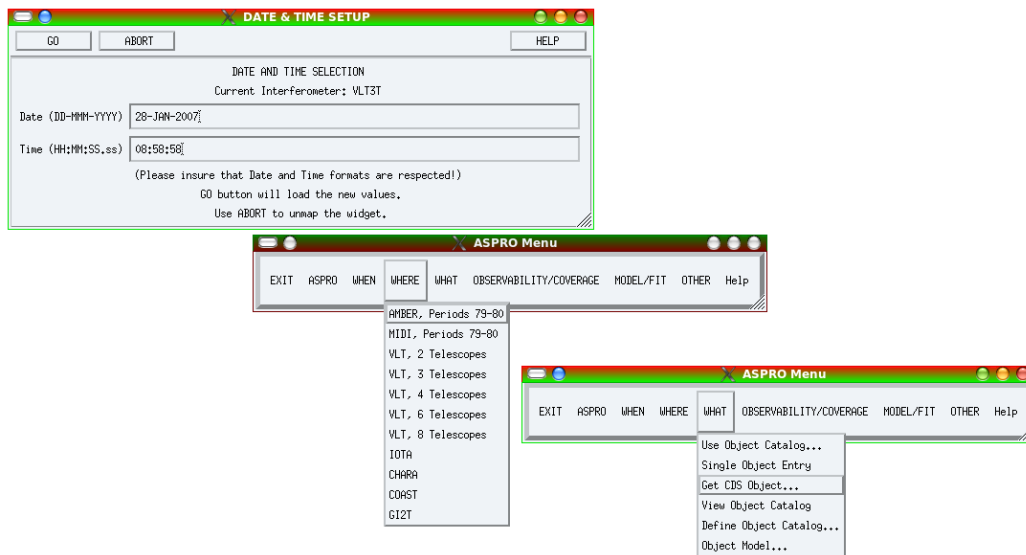 DATE & TIME SETUP
GO ABORT HELP
DATE AND TIME SELECTION
Current Interferometer: VLT3T
Date (DD-MMM-YYYY) 28-JAN-2007
Time (HH:MM:SS.ss) 08:58:58
(Please insure that Date and Time formats are respected!)
GO button will load the new values.
Use ABORT to unmap the widget.
ASPRO Menu
EXIT ASPRO WHEN WHERE WHAT OBSERVABILITY/COVERAGE MODEL/FIT OTHER Help
AMBER, Periods 79-80
MIDI, Periods 79-80
VLT, 2 Telescopes
VLT, 3 Telescopes
VLT, 4 Telescopes
VLT, 6 Telescopes
VLT, 8 Telescopes
IOTA
CHARA
COAST
GI2T
ASPRO Menu
EXIT ASPRO WHEN WHERE WHAT OBSERVABILITY/COVERAGE MODEL/FIT OTHER Help
Use Object Catalog...
Single Object Entry
Get CDS Object...
View Object Catalog
Define Object Catalog...
Object Model...